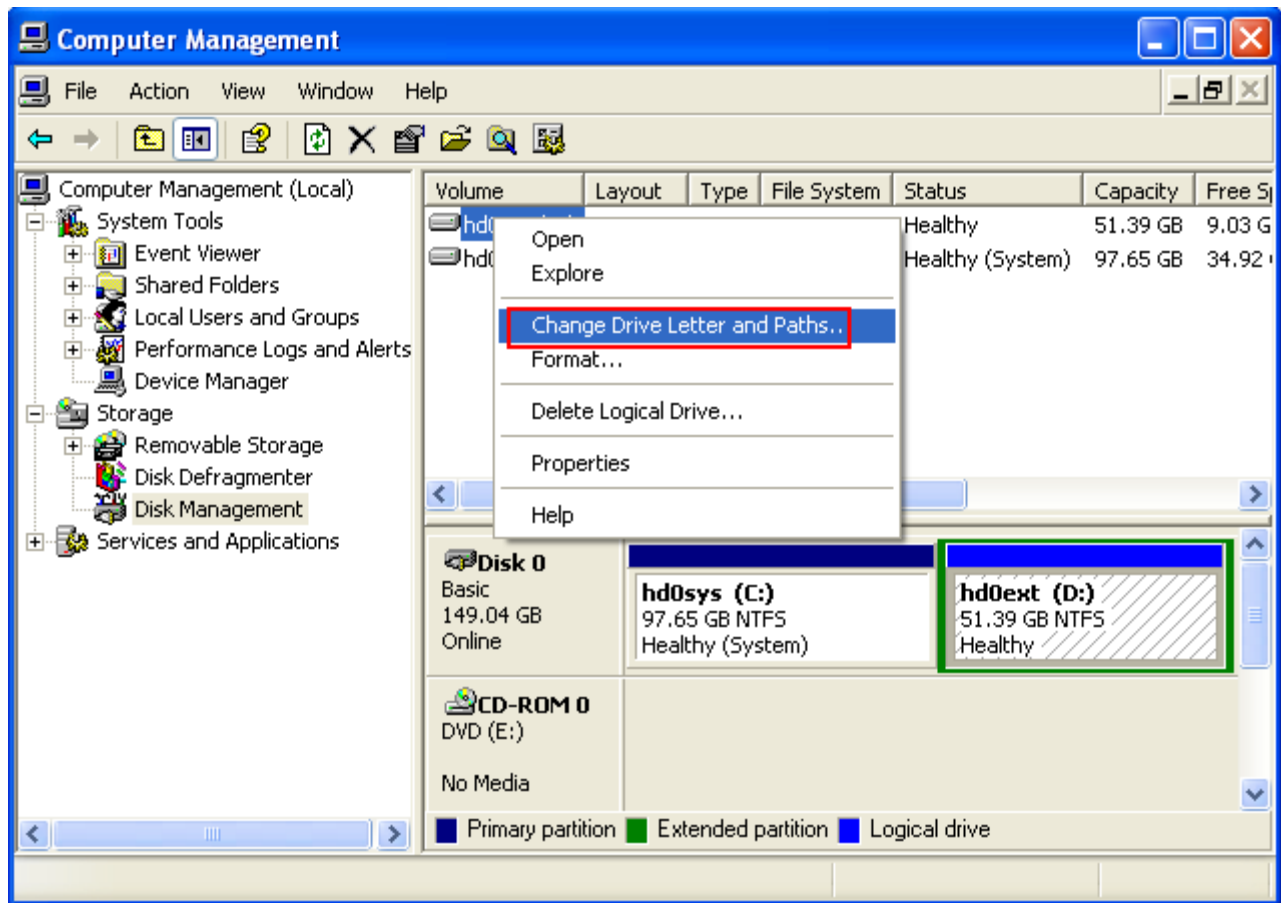 Computer Management
File Action View Window Help
Computer Management (Local)
System Tools
Event Viewer
Shared Folders
Local Users and Groups
Performance Logs and Alerts
Device Manager
Storage
Removable Storage
Disk Defragmenter
Disk Management
Services and Applications
Volume Layout Type File System Status Capacity Free
Healthy 51.39 GB 9.03
Healthy (System) 97.65 GB 34.92
Open
Explore
Change Drive Letter and Paths..
Format...
Delete Logical Drive...
Properties
Help
Disk 0
Basic
149.04 GB
Online
hd0sys (C:)
97.65 GB NTFS
Healthy (System)
hd0ext (D:)
51.39 GB NTFS
Healthy
CD-ROM 0
DVD (E:)
No Media
Primary partition Extended partition Logical drive